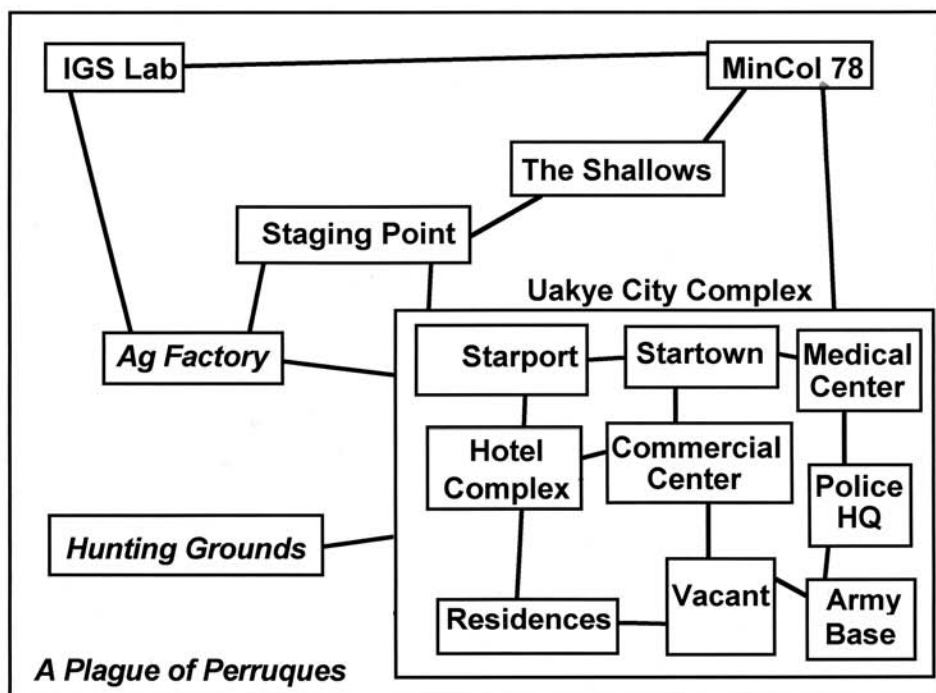 IGS Lab
MinCol 78
The Shallows
Staging Point
Uakye City Complex
Ag Factory
Starport
Startown
Medical
Center
Hotel
Complex
Commercial
Center
Police
HQ
Hunting Grounds
Residences
Vacant
Army
Base
A Plague of Perruques